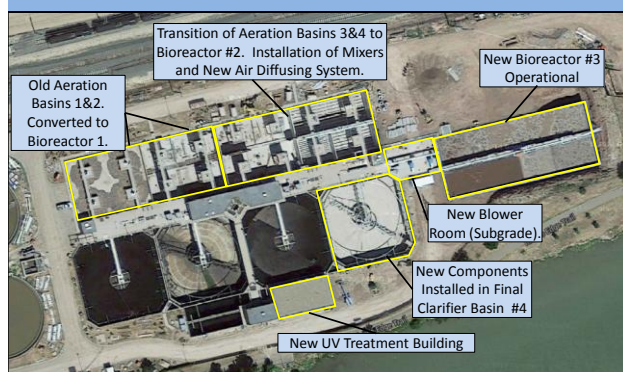 Transition of Aeration Basins 3&4 to
Bioreactor #2.  Installation of Mixers
and New Air Diffusing System.
New Bioreactor #3
Operational
Old Aeration
Basins 1&2.
Converted to
Bioreactor 1.
New Blower
Room (Subgrade).
New Components
Installed in Final
Clarifier Basin  #4
New UV Treatment Building